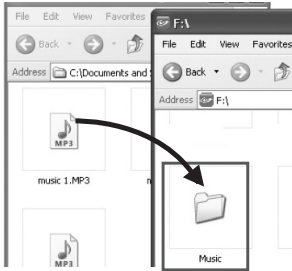 File Edit View Favorites
Back
Address C:\Documents and
MP3
music 1.MP3
MP3
F:\
File Edit View Favorites
Back
Address F:\
Music